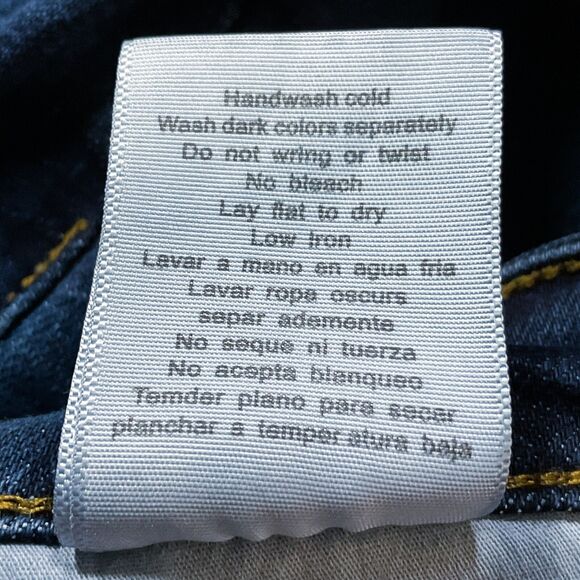 Handwash cold
Wash dark colors separately
Do not wring or twist
No bleach
Lay flat to dry
Low Iron
Lavar a mano en agua fria
Lavar ropa oscurs
separ ademente
No seque ni tuerza
No acepta blanqueo
Temder plano para secar
planchar a temper atura baja